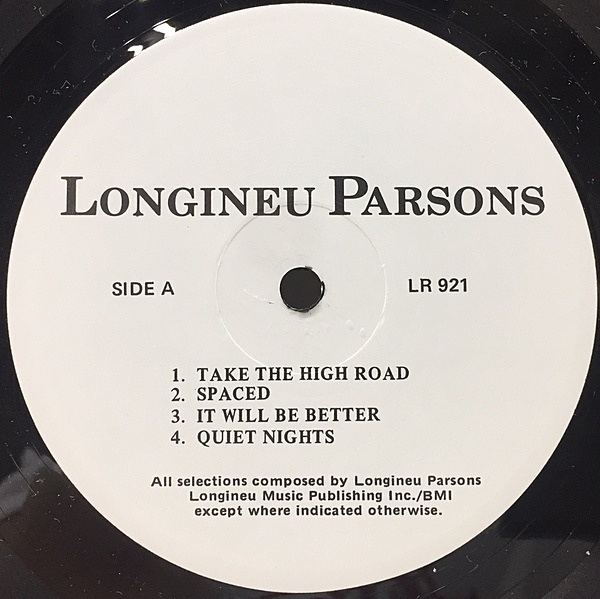 LONGINEU PARSONS
SIDE A
LR 921
1. TAKE THE HIGH ROAD
2. SPACED
3. IT WILL BE BETTER
4. QUIET NIGHTS
All selections composed by Longineu Parsons
Longineu Music Publishing Inc./BMI
except where indicated otherwise.